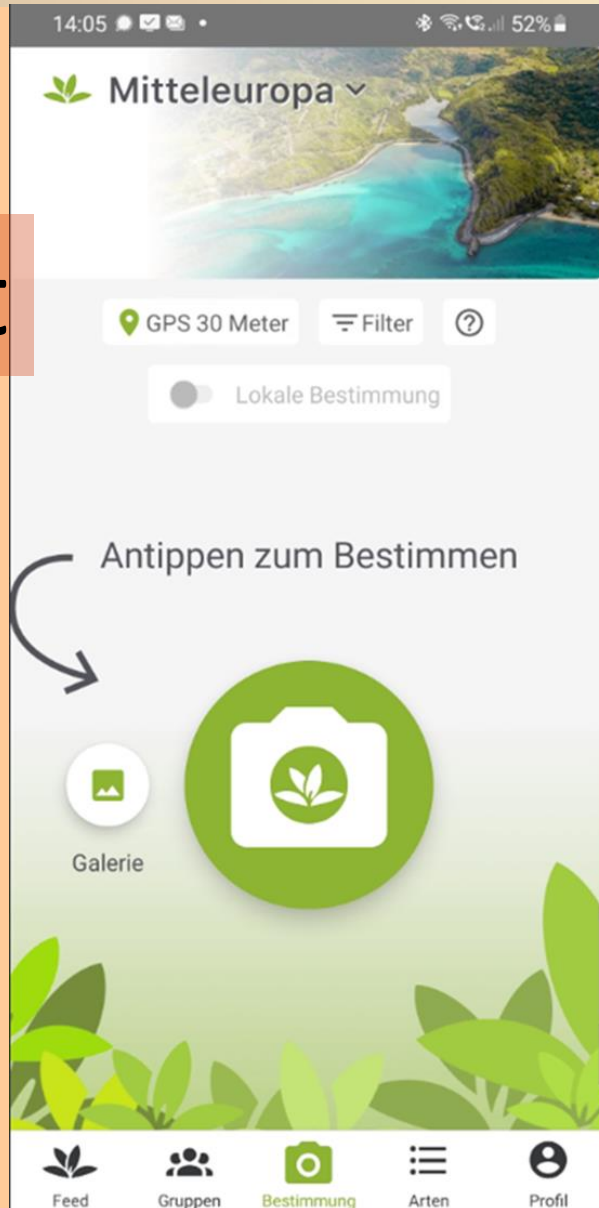 14:05 52%
Mitteleuropa
t
GPS 30 Meter Filter ?
Lokale Bestimmung
Antippen zum Bestimmen
Galerie
Feed Gruppen Bestimmung Arten Profil